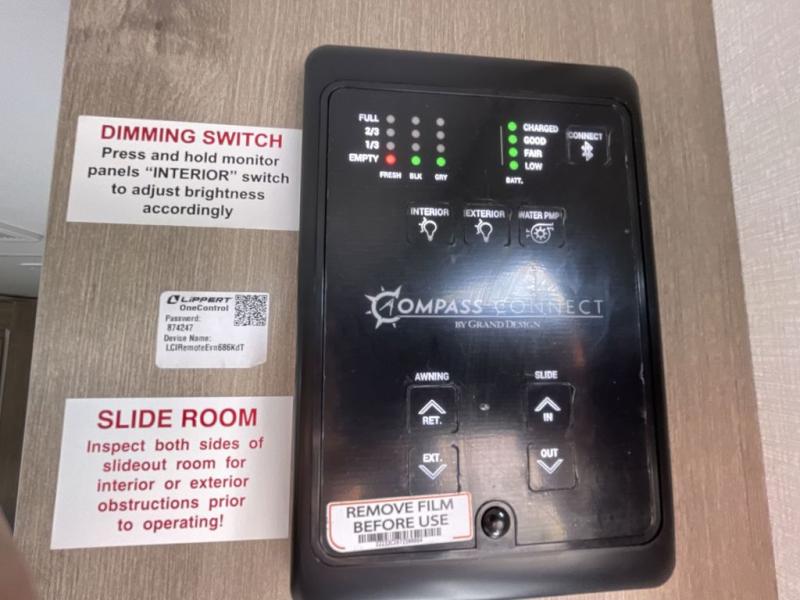 DIMMING SWITCH
Press and hold monitor
panels “INTERIOR” switch
to adjust brightness
accordingly
LIPPERT
OneControl
Password:
874247
Device Name:
LCIRemoteEvn686KdT
SLIDE ROOM
Inspect both sides of
slideout room for
interior or exterior
obstructions prior
to operating!
FULL
2/3
1/3
EMPTY
FRESH BLK GRY
CHARGED
GOOD
FAIR
LOW
BATT.
CONNECT
INTERIOR EXTERIOR WATER PMP
COMPASS CONNECT
BY GRAND DESIGN
AWNING SLIDE
RET. IN
EXT. OUT
REMOVE FILM
BEFORE USE